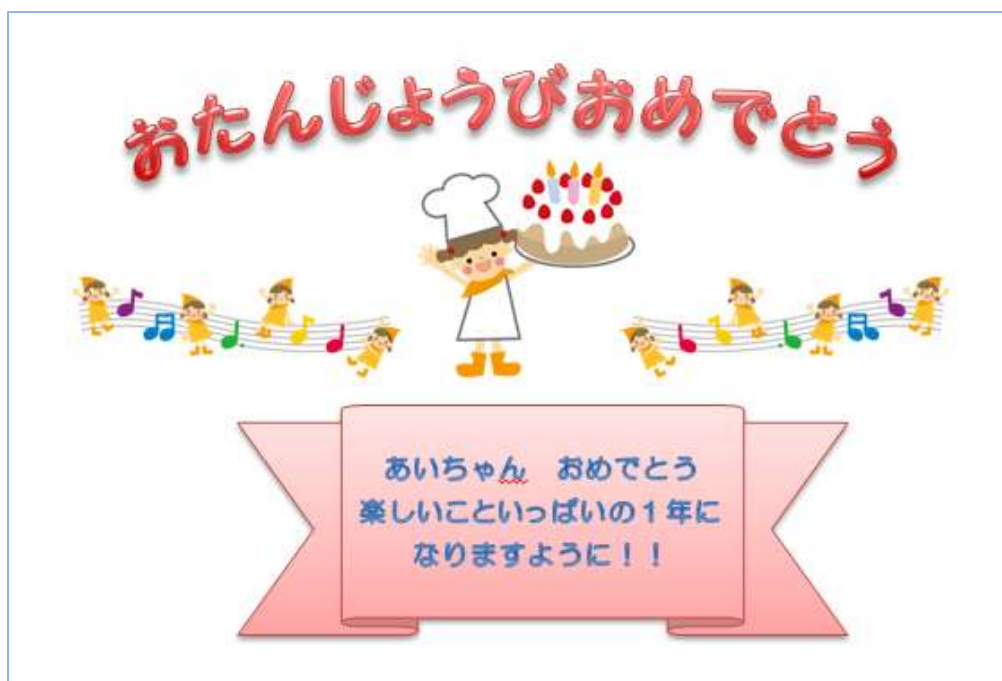 おたんじょうびおめでとう
あいちゃん　おめでとう
楽しいこといっぱいの１年に
なりますように！！